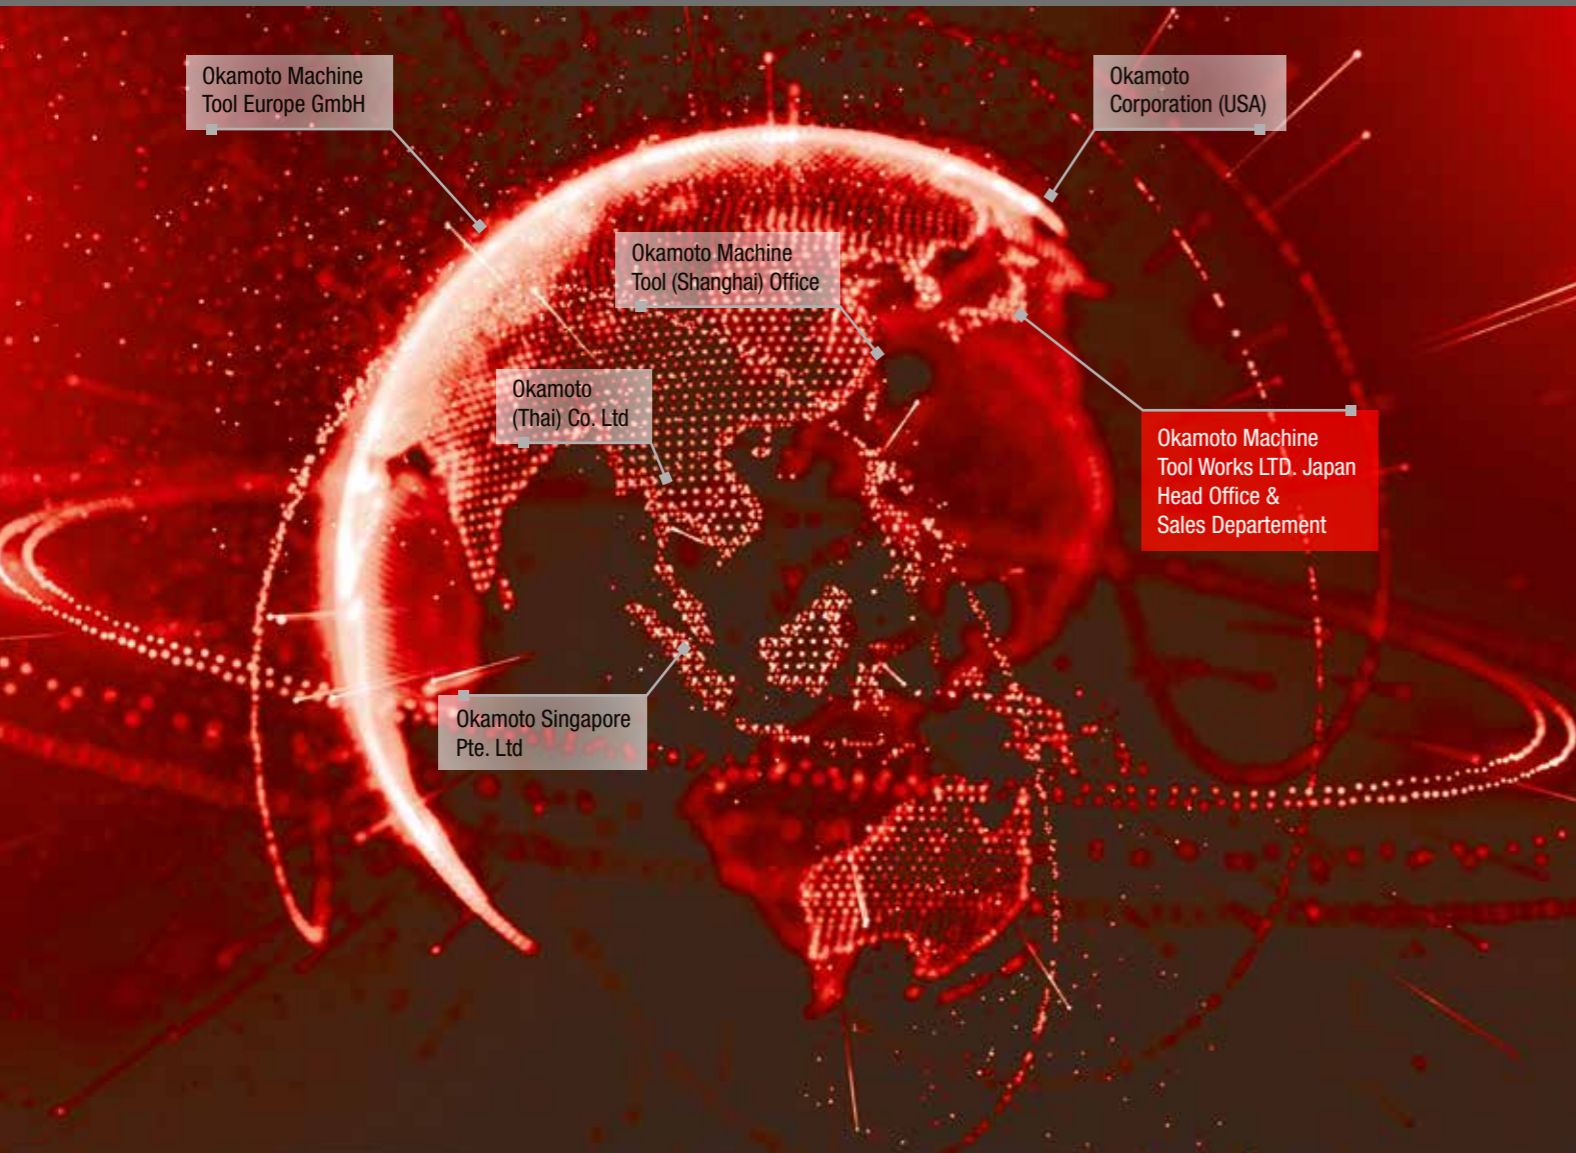 Okamoto Machine
Tool Europe GmbH
Okamoto
Corporation (USA)
Okamoto Machine
Tool (Shanghai) Office
Okamoto
(Thai) Co. Ltd
Okamoto Machine
Tool Works LTD. Japan
Head Office &
Sales Departement
Okamoto Singapore
Pte. Ltd